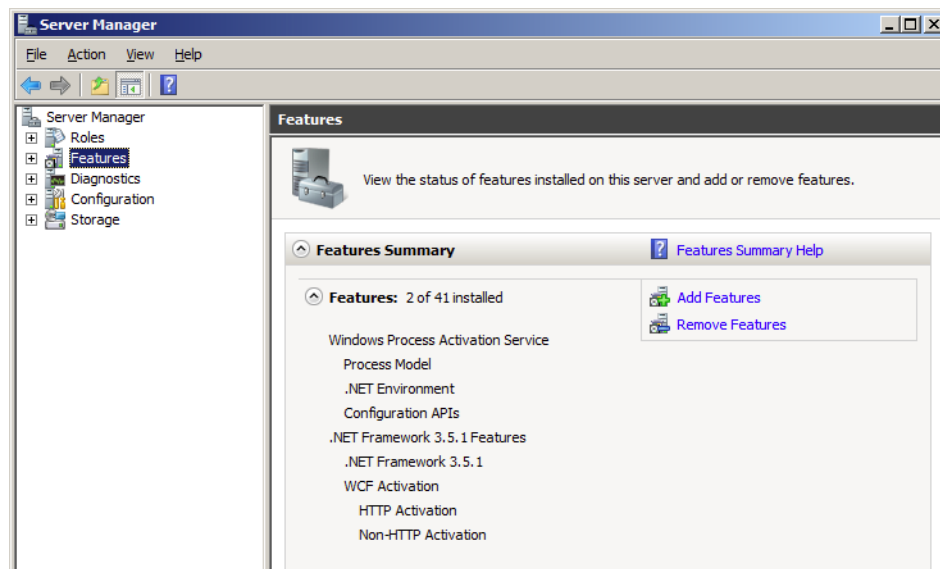 Server Manager
File Action View Help
Server Manager
Roles
Features
Diagnostics
Configuration
Storage
Features
View the status of features installed on this server and add or remove features.
Features Summary
Features Summary Help
Features: 2 of 41 installed
Add Features
Remove Features
Windows Process Activation Service
Process Model
.NET Environment
Configuration APIs
.NET Framework 3.5.1 Features
.NET Framework 3.5.1
WCF Activation
HTTP Activation
Non-HTTP Activation